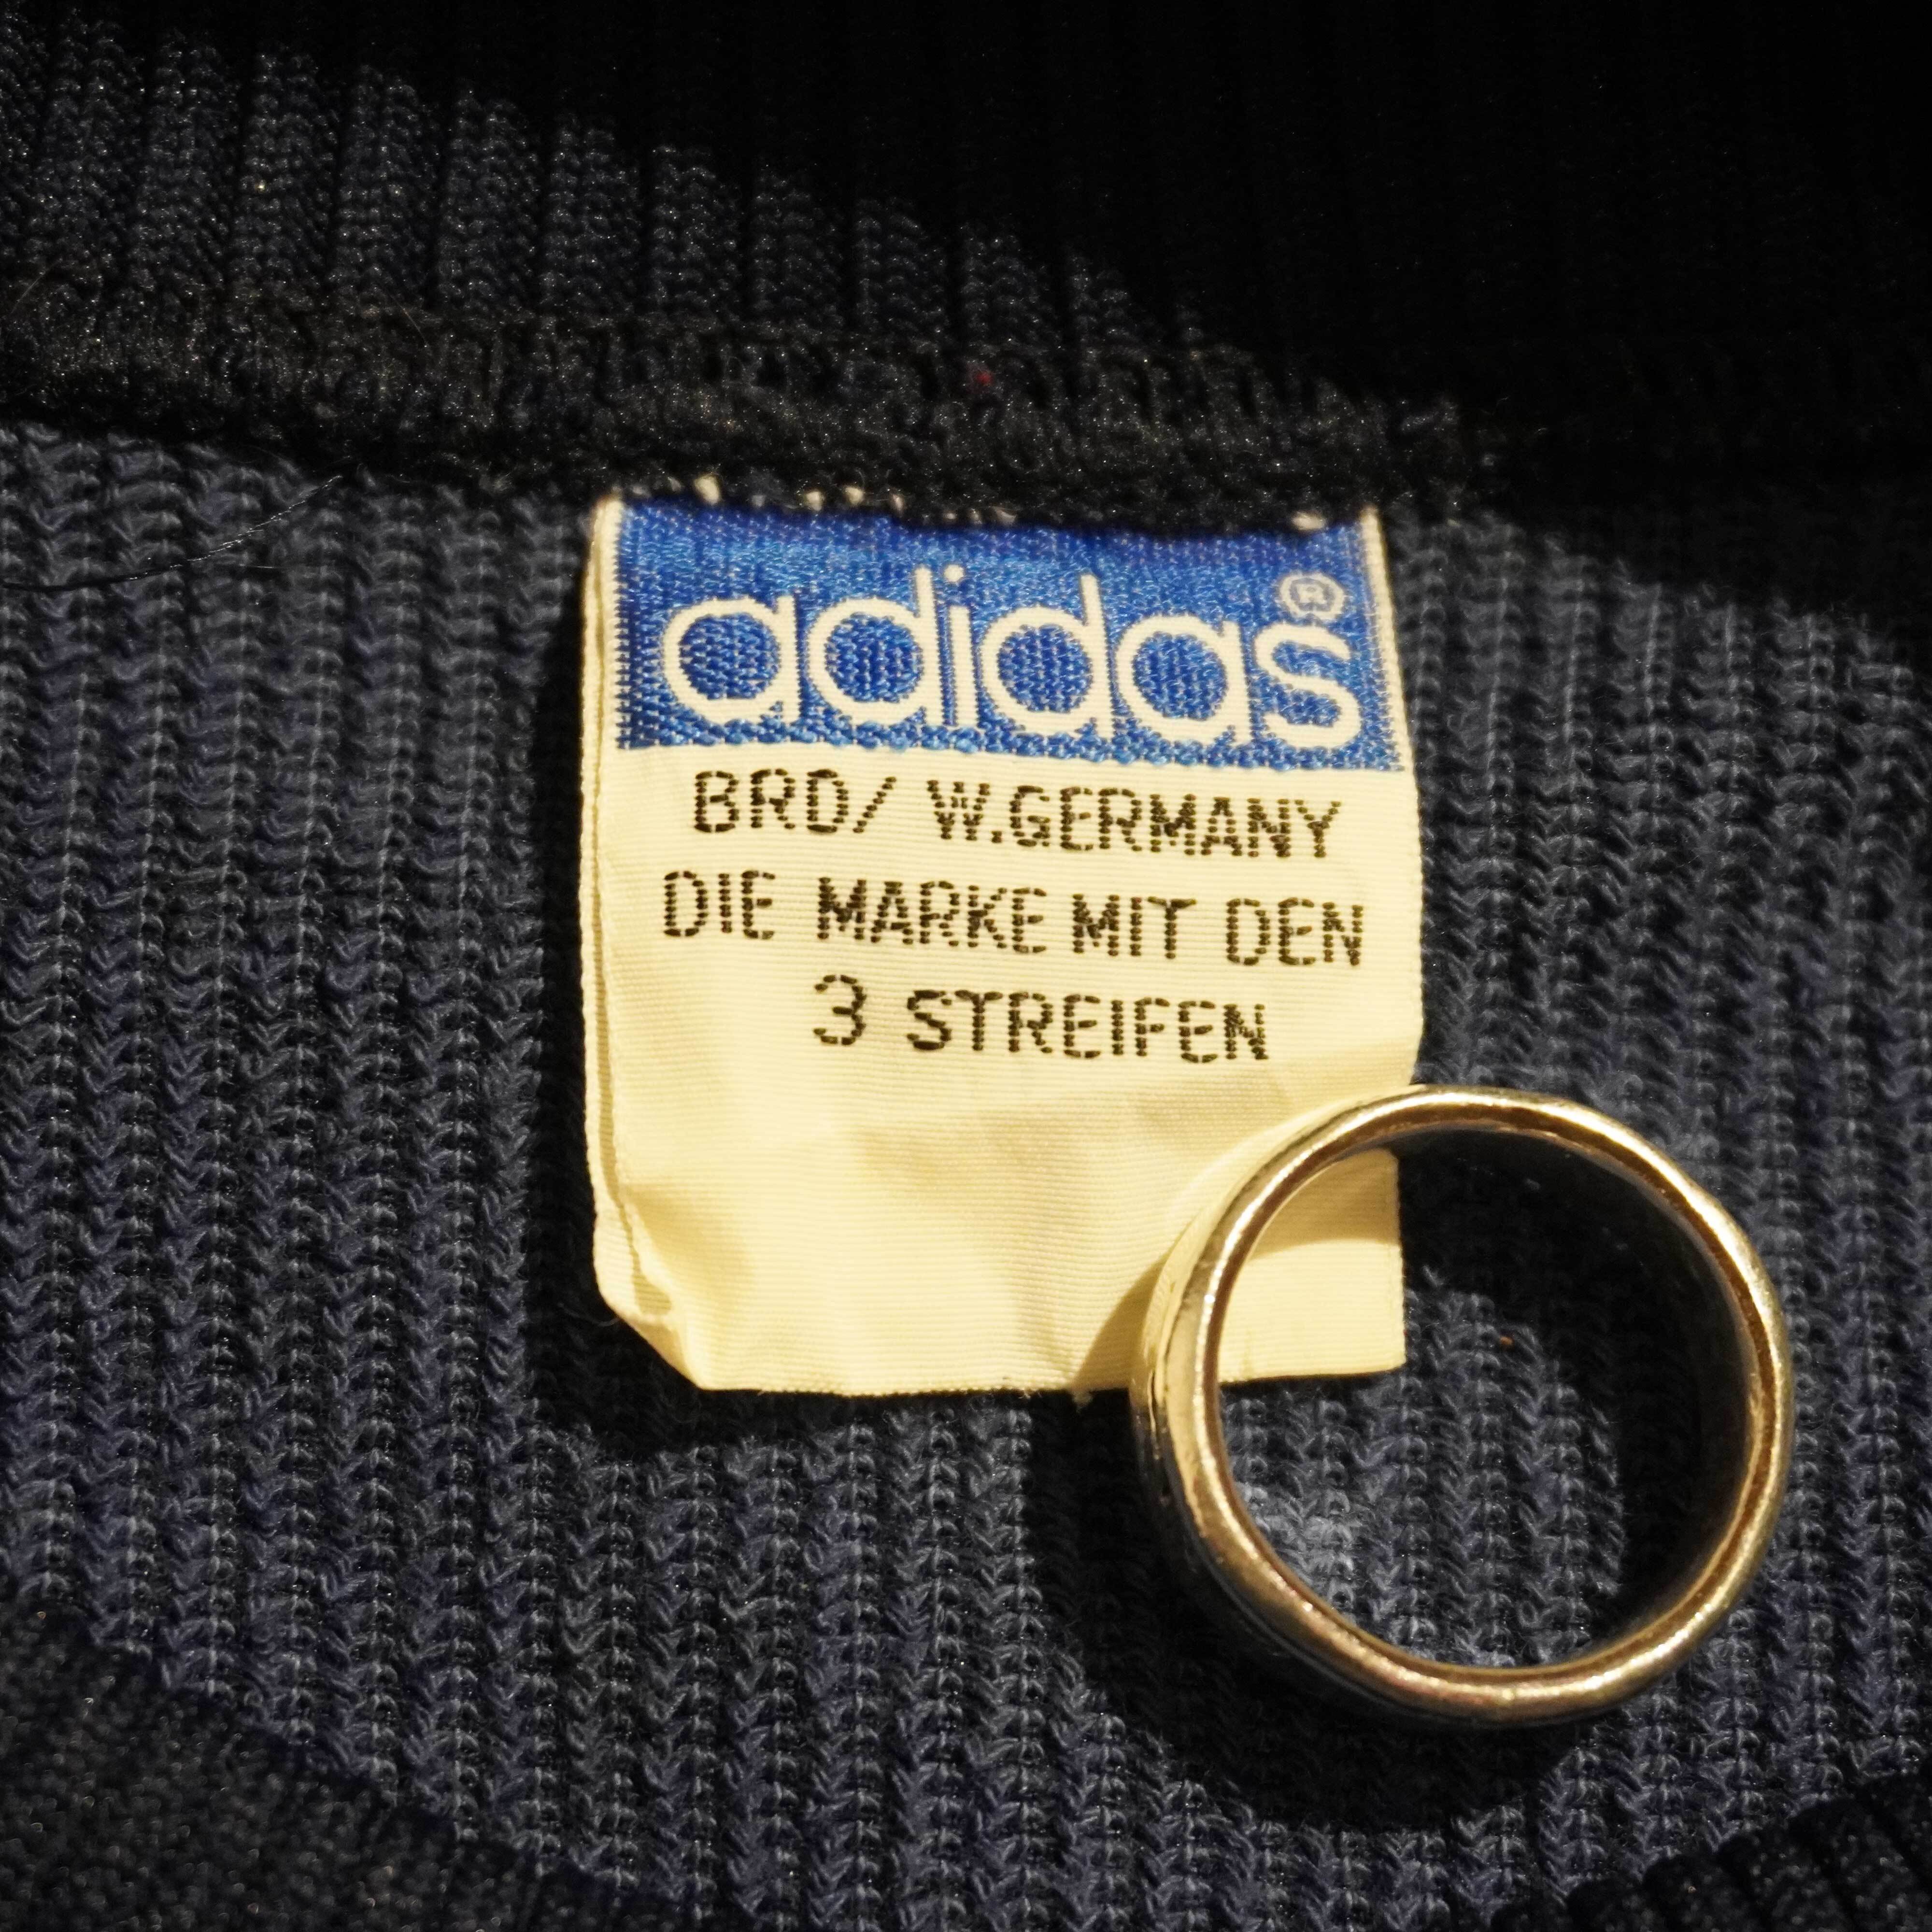 adidas®
BRD/ W.GERMANY
DIE MARKE MIT DEN
3 STREIFEN